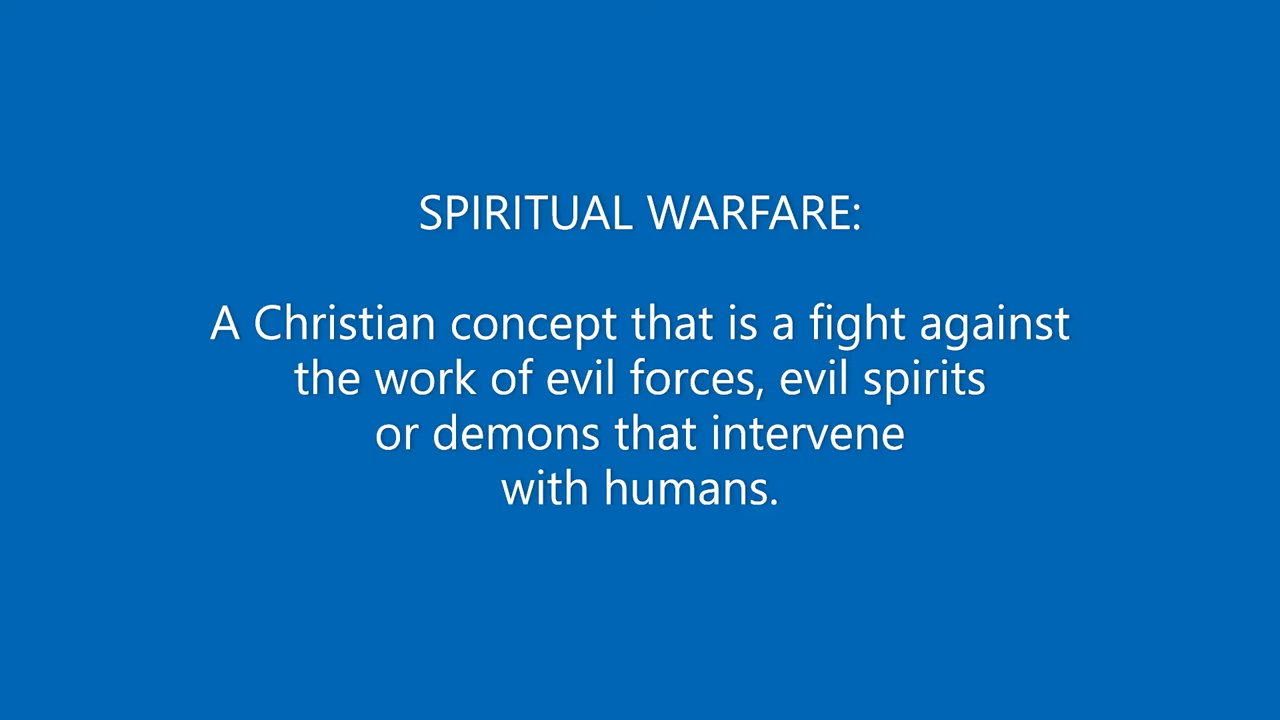 SPIRITUAL WARFARE:
A Christian concept that is a fight against
the work of evil forces, evil spirits
or demons that intervene
with humans.